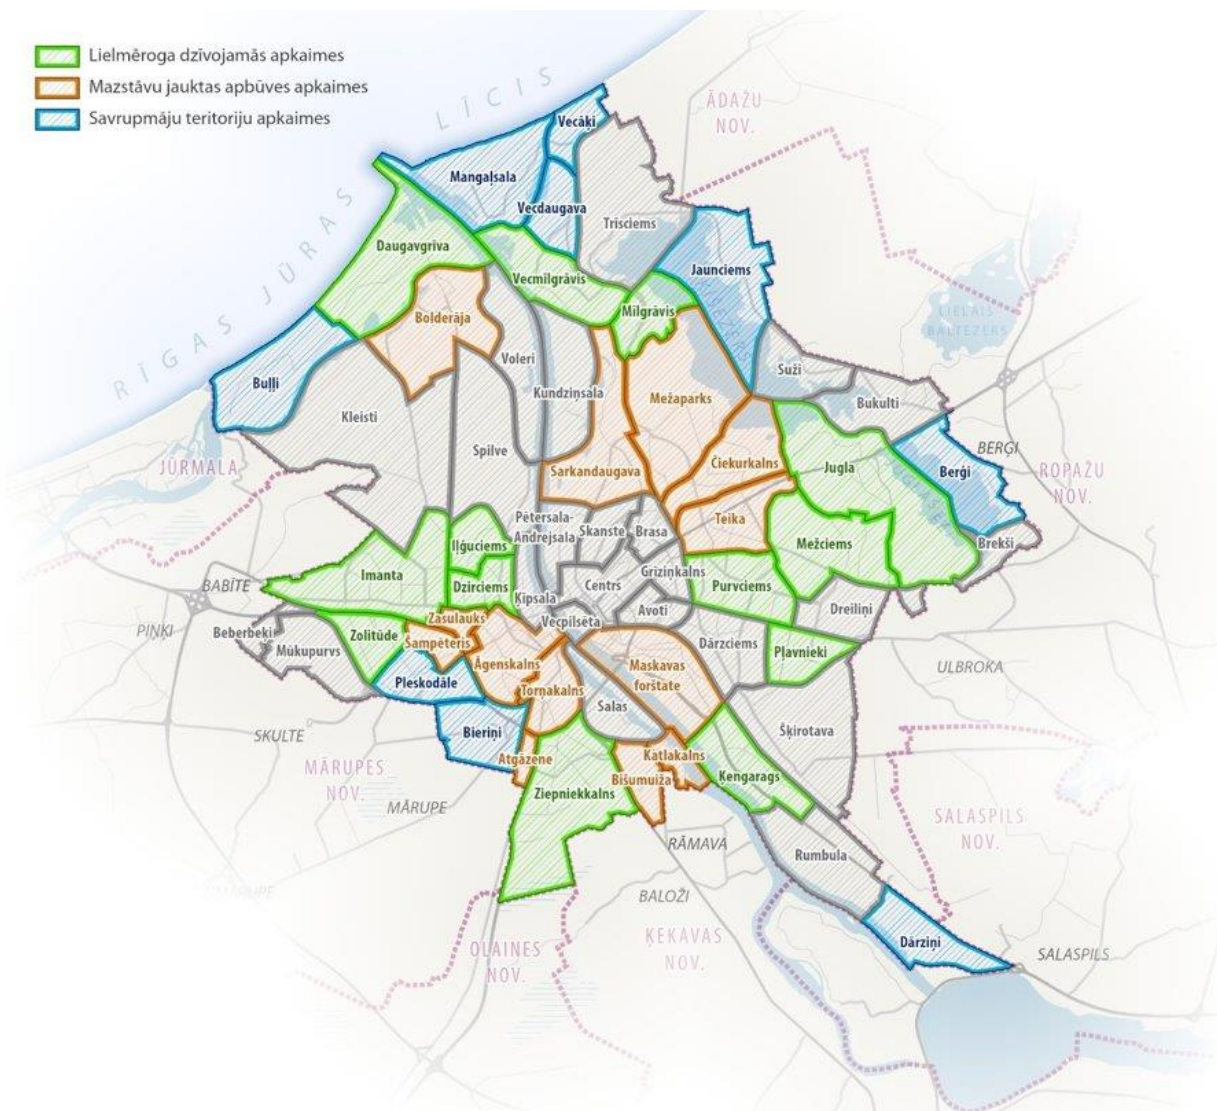 Lielmēroga dzīvojamās apkaimes
Mazstāvu jauktas apbūves apkaimes
Savrupmāju teritoriju apkaimes
RĪGAS JŪRAS LĪCIS
ĀDAŽU
NOV.
Vecāķi
Mangaļsala
Vecdaugava
Trīsciems
Daugavgrīva
Vecmīlgrāvis
Jaunciems
ĶĪŠEZERS
Mīlgrāvis
LIELAIS
BALTEZERS
Bolderāja
Voleri
Suži
Buļļi
Kundziņsala
Mežaparks
Bukulti
Kleisti
Spilve
BERĢI
JŪRMALA
Sarkandaugava
Čiekurkalns
Jugla
Berģi
ROPAŽU
NOV.
Pētersala-
Andrejsala
Skanste
Brasa
Teika
Mežciems
Brekši
Iļģuciems
Imanta
Dzirciems
Grīziņkalns
Centrs
Purvciems
BABĪTE
Ķīpsala
Avoti
Dreiliņi
Zasulauks
Vecpilsēta
PIŅĶI
Beberbeķi
Mūkupurvs
Zolitūde
Šampēteris
Dārzciems
Pļavnieki
Āgenskalns
Maskavas
forštate
ULBROKA
Pleskodāle
Torņakalns
Salas
SKULTE
Bieriņi
Šķirotava
Atgāzene
Katlakalns
MĀRUPES
NOV.
Bišumuiža
Ķengarags
Ziepniekkalns
MĀRUPE
SALASPILS
NOV.
RĀMAVA
Rumbula
BALOŽI
Dārziņi
OLAINES
NOV.
ĶEKAVAS
NOV.
SALASPILS